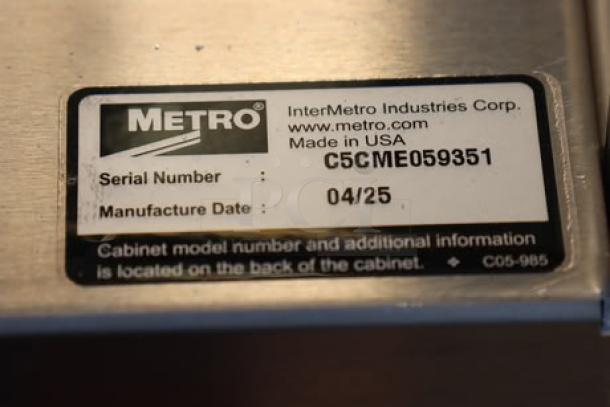 METRO®
InterMetro Industries Corp.
www.metro.com
Made in USA
Serial Number : C5CME059351
Manufacture Date : 04/25
Cabinet model number and additional information
is located on the back of the cabinet. C05-985
PCI